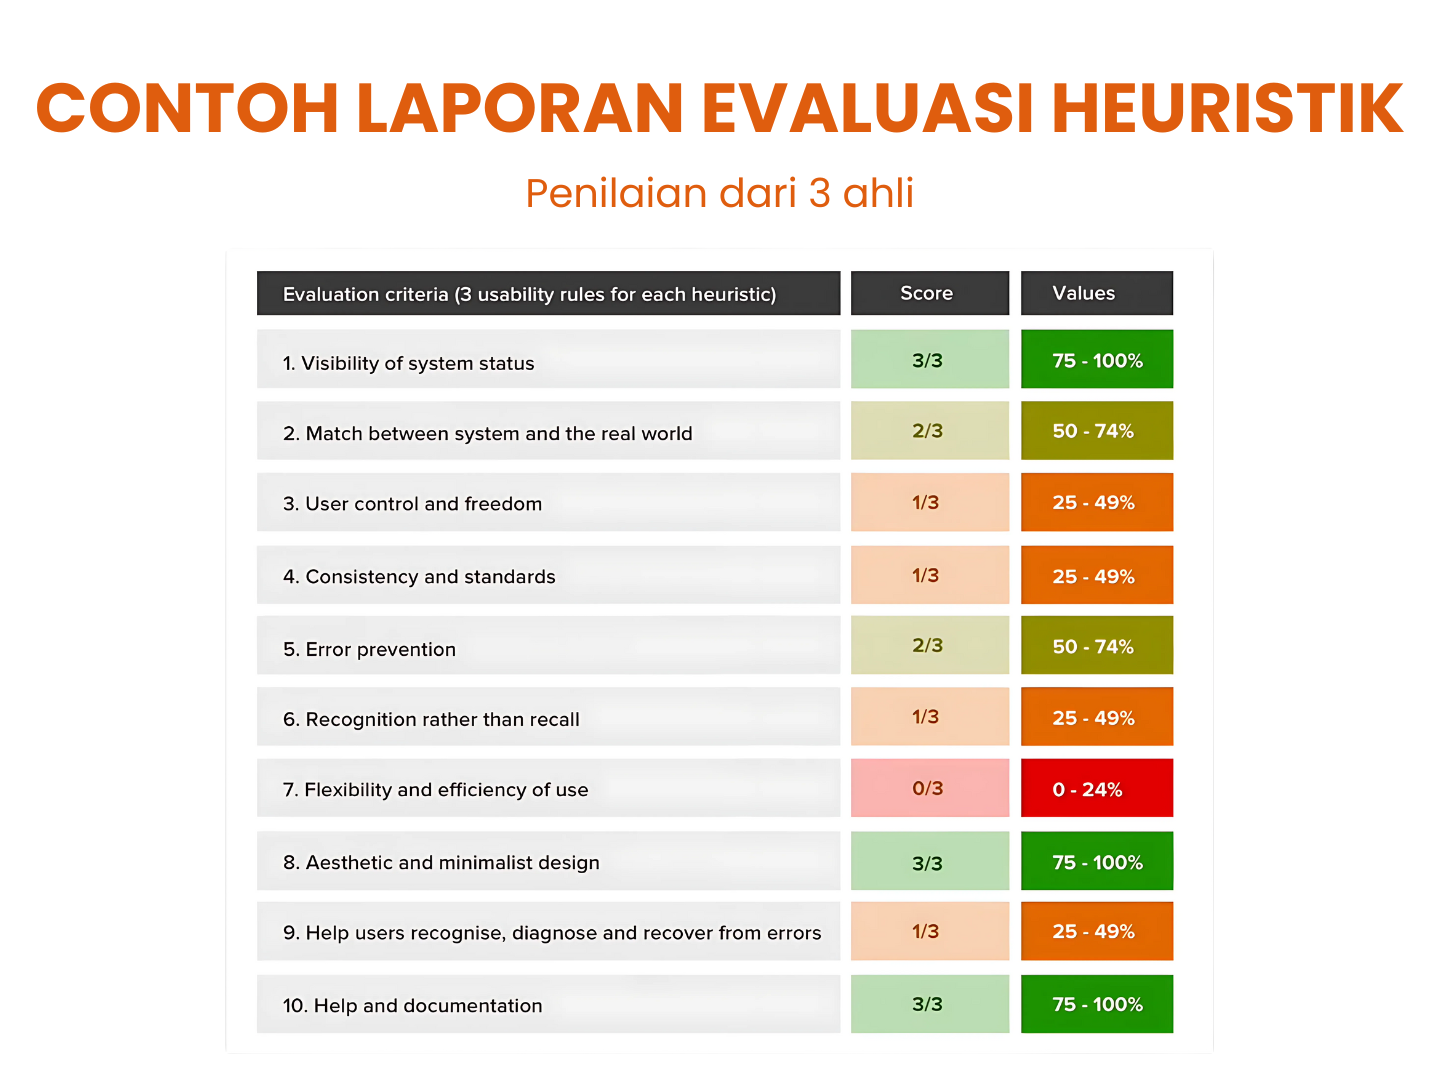 CONTOH LAPORAN EVALUASI HEURISTIK
Penilaian dari 3 ahli
Evaluation criteria (3 usability rules for each heuristic) Score Values
1. Visibility of system status 3/3 75 - 100%
2. Match between system and the real world 2/3 50 - 74%
3. User control and freedom 1/3 25 - 49%
4. Consistency and standards 1/3 25 - 49%
5. Error prevention 2/3 50 - 74%
6. Recognition rather than recall 1/3 25 - 49%
7. Flexibility and efficiency of use 0/3 0 - 24%
8. Aesthetic and minimalist design 3/3 75 - 100%
9. Help users recognise, diagnose and recover from errors 1/3 25 - 49%
10. Help and documentation 3/3 75 - 100%